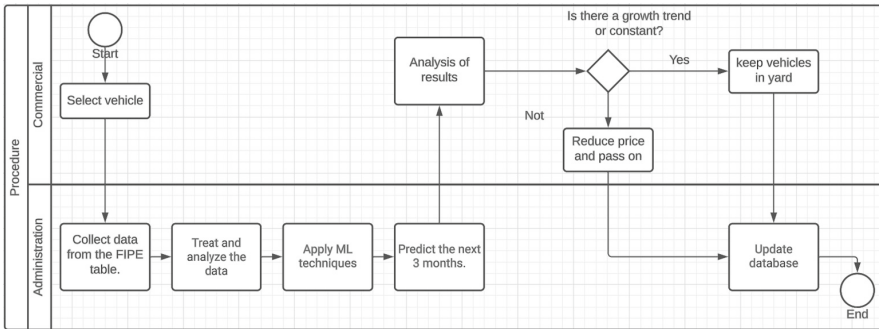 Procedure
Commercial
Start
Select vehicle
Analysis of
results
Is there a growth trend
or constant?
Yes
keep vehicles
in yard
Not
Reduce price
and pass on
Administration
Collect data
from the FIPE
table.
Treat and
analyze the
data
Apply ML
techniques
Predict the next
3 months.
Update
database
End